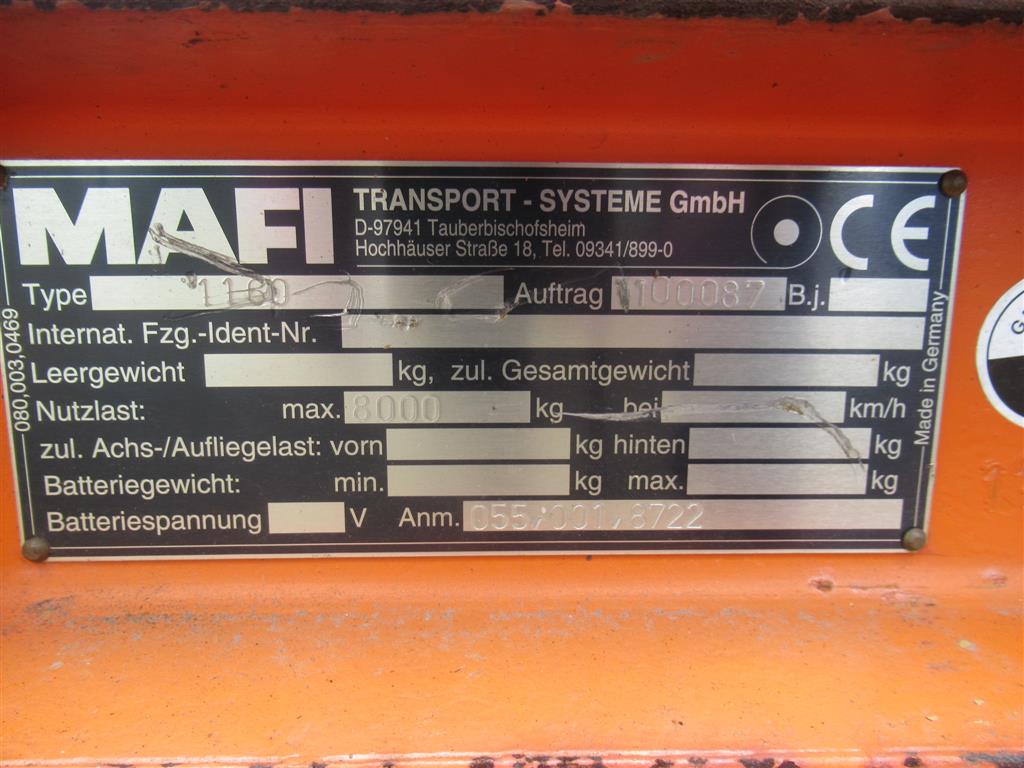 MAFI TRANSPORT - SYSTEME GmbH
D-97941 Tauberbischofsheim
Hochhäuser Straße 18, Tel. 09341/899-0
CE
Type 1160 Auftrag 1100087 B.j.
Internat. Fzg.-Ident-Nr.
Leergewicht kg, zul. Gesamtgewicht kg
Nutzlast: max. 8000 kg bei km/h
zul. Achs-/Aufliegelast: vorn kg hinten kg
Batteriegewicht: min. kg max. kg
Batteriespannung V Anm. 055,001,8722
080,003,0469
Made in Germany